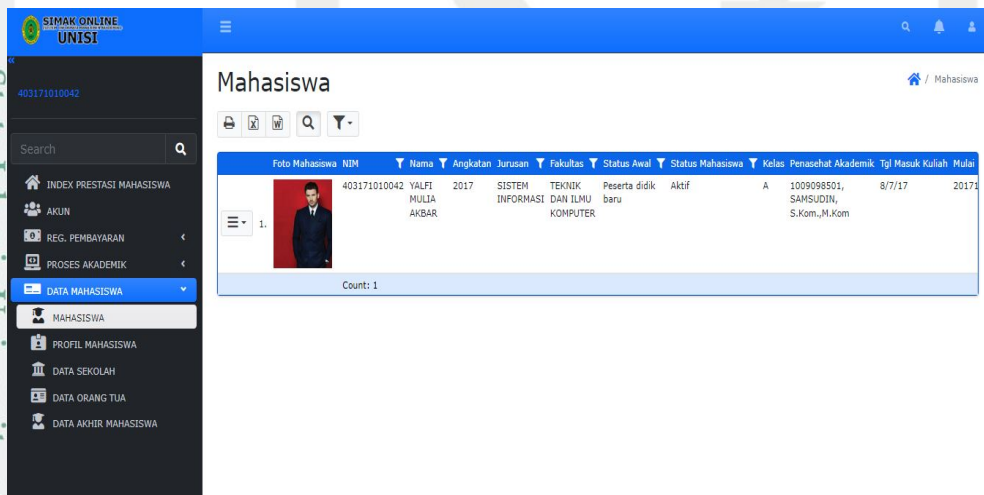 SIMAK ONLINE
UNISI
403171010042
Search
INDEX PRESTASI MAHASISWA
AKUN
REG. PEMBAYARAN
PROSES AKADEMIK
DATA MAHASISWA
MAHASISWA
PROFIL MAHASISWA
DATA SEKOLAH
DATA ORANG TUA
DATA AKHIR MAHASISWA
Mahasiswa
/ Mahasiswa
Foto Mahasiswa NIM Nama Angkatan Jurusan Fakultas Status Awal Status Mahasiswa Kelas Penasehat Akademik Tgl Masuk Kuliah Mulai
1. 403171010042 YALFI 2017 SISTEM TEKNIK Peserta didik Aktif A 1009098501, 8/7/17 20171
MULIA INFORMASI DAN ILMU baru SAMSUDIN,
AKBAR KOMPUTER S.Kom.,M.Kom
Count: 1